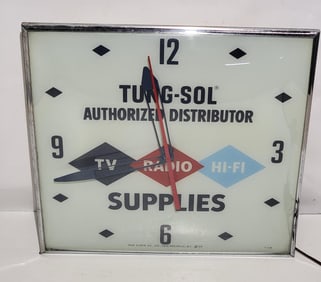 12
TUNG-SOL®
AUTHORIZED DISTRIBUTOR
9 TV RADIO HI-FI 3
SUPPLIES
6